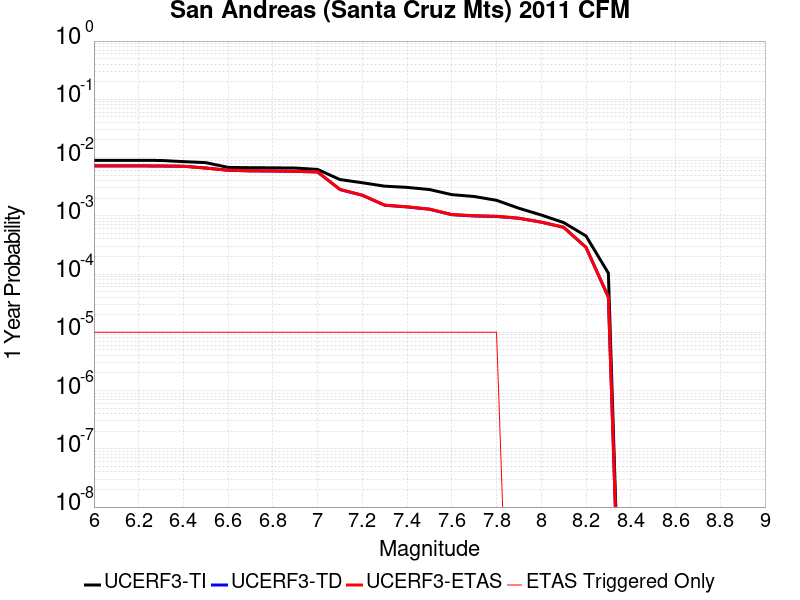 San Andreas (Santa Cruz Mts) 2011 CFM
1 Year Probability
10^0
10^-1
10^-2
10^-3
10^-4
10^-5
10^-6
10^-7
10^-8
6 6.2 6.4 6.6 6.8 7 7.2 7.4 7.6 7.8 8 8.2 8.4 8.6 8.8 9
Magnitude
UCERF3-TI UCERF3-TD UCERF3-ETAS ETAS Triggered Only